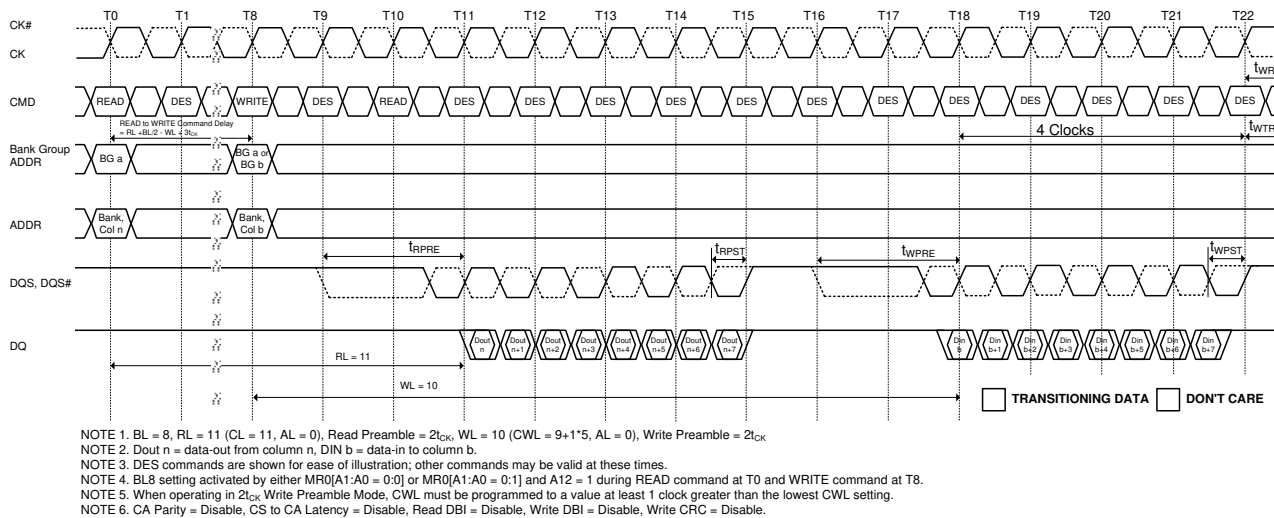 T0 T1 T8 T9 T10 T11 T12 T13 T14 T15 T16 T17 T18 T19 T20 T21 T22
CK#
CK
tWR
CMD READ DES WRITE DES READ DES DES DES DES DES DES DES DES DES DES DES DES
READ to WRITE Command Delay
= RL +BL/2 - WL + 3tCK
4 Clocks
tWTR
Bank Group
ADDR
BG a
BG a or
BG b
ADDR
Bank,
Col n
Bank,
Col b
tRPRE tRPST tWPRE tWPST
DQS, DQS#
DQ
Dout
n
Dout
n+1
Dout
n+2
Dout
n+3
Dout
n+4
Dout
n+5
Dout
n+6
Dout
n+7
Din
b
Din
b+1
Din
b+2
Din
b+3
Din
b+4
Din
b+5
Din
b+6
Din
b+7
RL = 11
WL = 10
TRANSITIONING DATA DON'T CARE
NOTE 1. BL = 8, RL = 11 (CL = 11, AL = 0), Read Preamble = 2tCK, WL = 10 (CWL = 9+1*5, AL = 0), Write Preamble = 2tCK
NOTE 2. Dout n = data-out from column n, DIN b = data-in to column b.
NOTE 3. DES commands are shown for ease of illustration; other commands may be valid at these times.
NOTE 4. BL8 setting activated by either MR0[A1:A0 = 0:0] or MR0[A1:A0 = 0:1] and A12 = 1 during READ command at T0 and WRITE command at T8.
NOTE 5. When operating in 2tCK Write Preamble Mode, CWL must be programmed to a value at least 1 clock greater than the lowest CWL setting.
NOTE 6. CA Parity = Disable, CS to CA Latency = Disable, Read DBI = Disable, Write DBI = Disable, Write CRC = Disable.